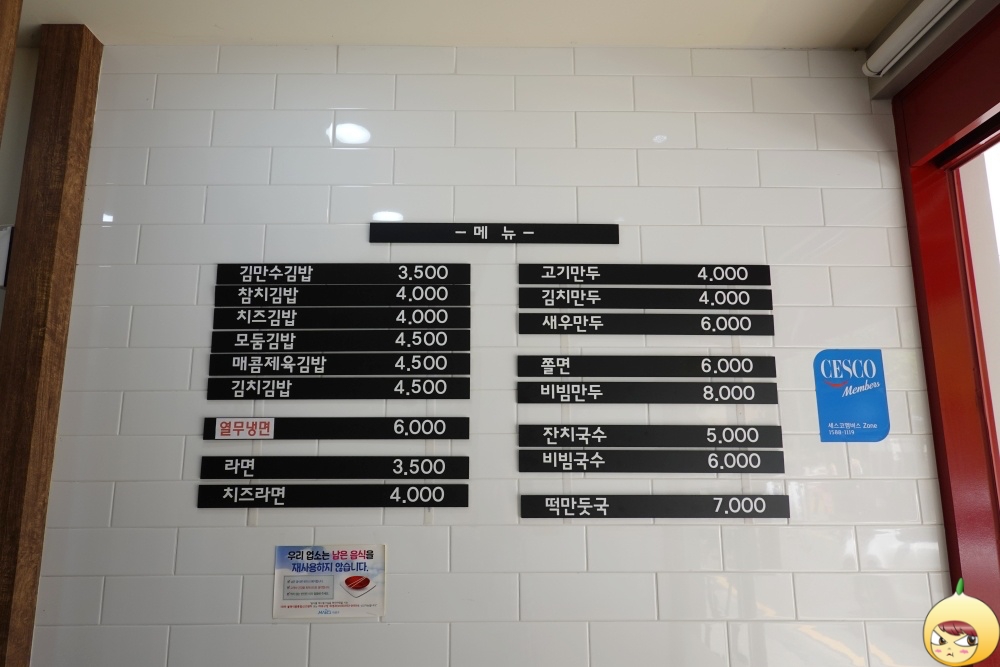 - 메 뉴 -
김만수김밥 3,500
참치김밥 4,000
치즈김밥 4,000
모둠김밥 4,500
매콤제육김밥 4,500
김치김밥 4,500
열무냉면 6,000
라면 3,500
치즈라면 4,000
고기만두 4,000
김치만두 4,000
새우만두 6,000
쫄면 6,000
비빔만두 8,000
잔치국수 5,000
비빔국수 6,000
떡만둣국 7,000
CESCO
Members
세스코멤버스 Zone
1588-1119
우리 업소는 남은 음식을
재사용하지 않습니다.